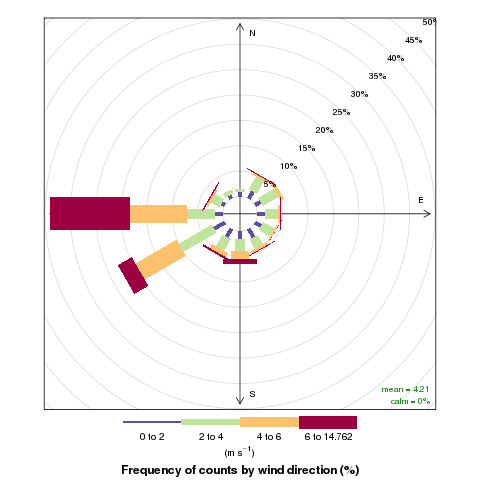 50%
45%
40%
35%
30%
25%
20%
15%
10%
5%
N
E
S
mean = 4.21
calm = 0%
0 to 2 2 to 4 4 to 6 6 to 14.762
(m s⁻¹)
Frequency of counts by wind direction (%)